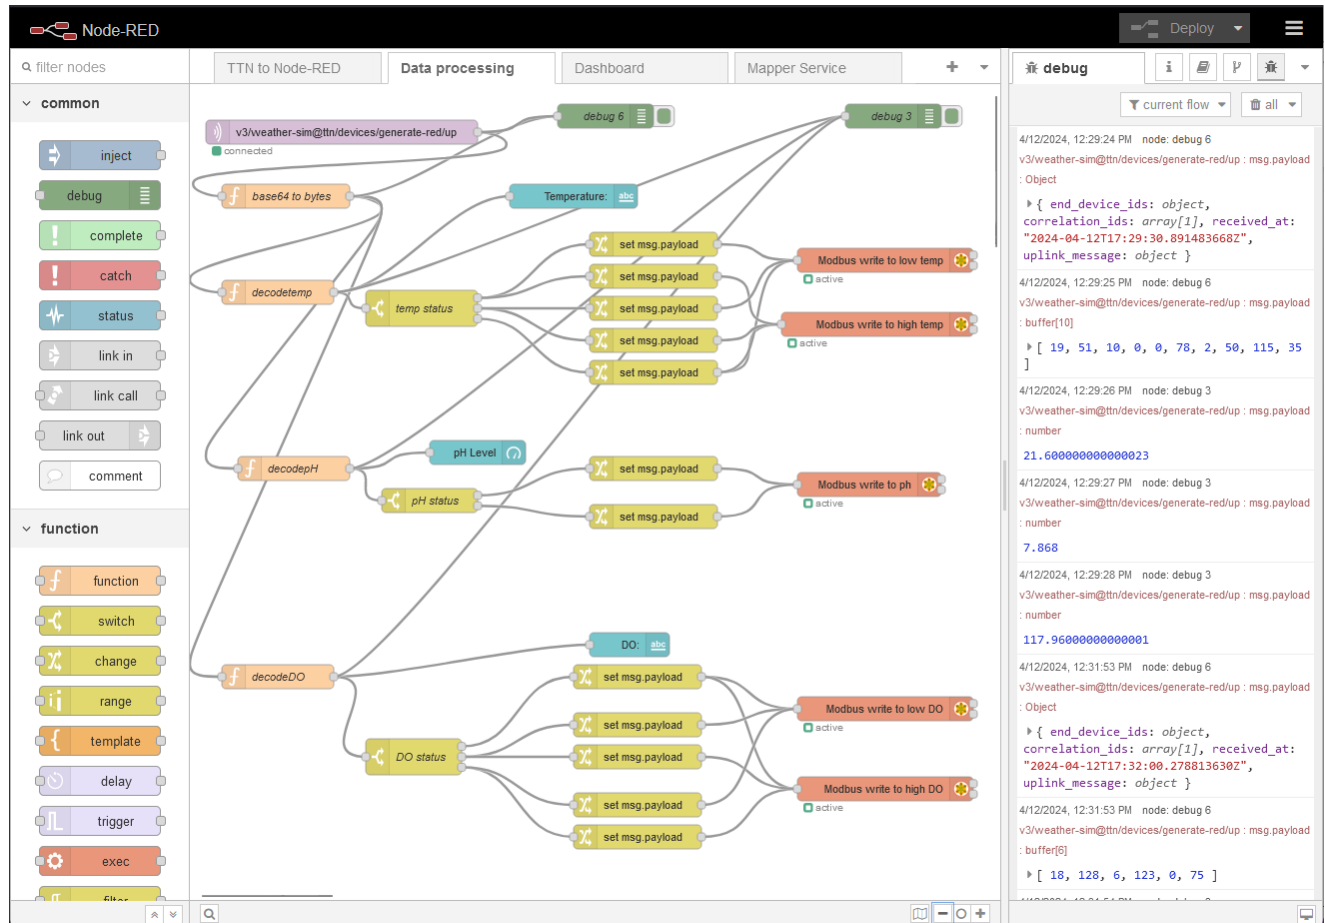 Node-RED
Deploy
filter nodes
TTN to Node-RED
Data processing
Dashboard
Mapper Service
debug
i
common
current flow
all
inject
debug
complete
catch
status
link in
link call
link out
comment
function
function
switch
change
range
template
delay
trigger
exec
filter
v3/weather-sim@ttn/devices/generate-red/up
connected
debug 6
debug 3
base64 to bytes
Temperature:
abc
decodetemp
temp status
set msg.payload
set msg.payload
set msg.payload
set msg.payload
set msg.payload
Modbus write to low temp
active
Modbus write to high temp
active
decodepH
pH Level
pH status
set msg.payload
set msg.payload
Modbus write to ph
active
decodeDO
DO:
abc
DO status
set msg.payload
set msg.payload
set msg.payload
set msg.payload
set msg.payload
Modbus write to low DO
active
Modbus write to high DO
active
4/12/2024, 12:29:24 PM node: debug 6
v3/weather-sim@ttn/devices/generate-red/up : msg.payload
: Object
{ end_device_ids: object,
correlation_ids: array[1], received_at:
"2024-04-12T17:29:30.891483668Z",
uplink_message: object }
4/12/2024, 12:29:25 PM node: debug 6
v3/weather-sim@ttn/devices/generate-red/up : msg.payload
: buffer[10]
[ 19, 51, 10, 0, 0, 78, 2, 50, 115, 35
]
4/12/2024, 12:29:26 PM node: debug 3
v3/weather-sim@ttn/devices/generate-red/up : msg.payload
: number
21.600000000000023
4/12/2024, 12:29:27 PM node: debug 3
v3/weather-sim@ttn/devices/generate-red/up : msg.payload
: number
7.868
4/12/2024, 12:29:28 PM node: debug 3
v3/weather-sim@ttn/devices/generate-red/up : msg.payload
: number
117.96000000000001
4/12/2024, 12:31:53 PM node: debug 6
v3/weather-sim@ttn/devices/generate-red/up : msg.payload
: Object
{ end_device_ids: object,
correlation_ids: array[1], received_at:
"2024-04-12T17:32:00.278813630Z",
uplink_message: object }
4/12/2024, 12:31:53 PM node: debug 6
v3/weather-sim@ttn/devices/generate-red/up : msg.payload
: buffer[6]
[ 18, 128, 6, 123, 0, 75 ]